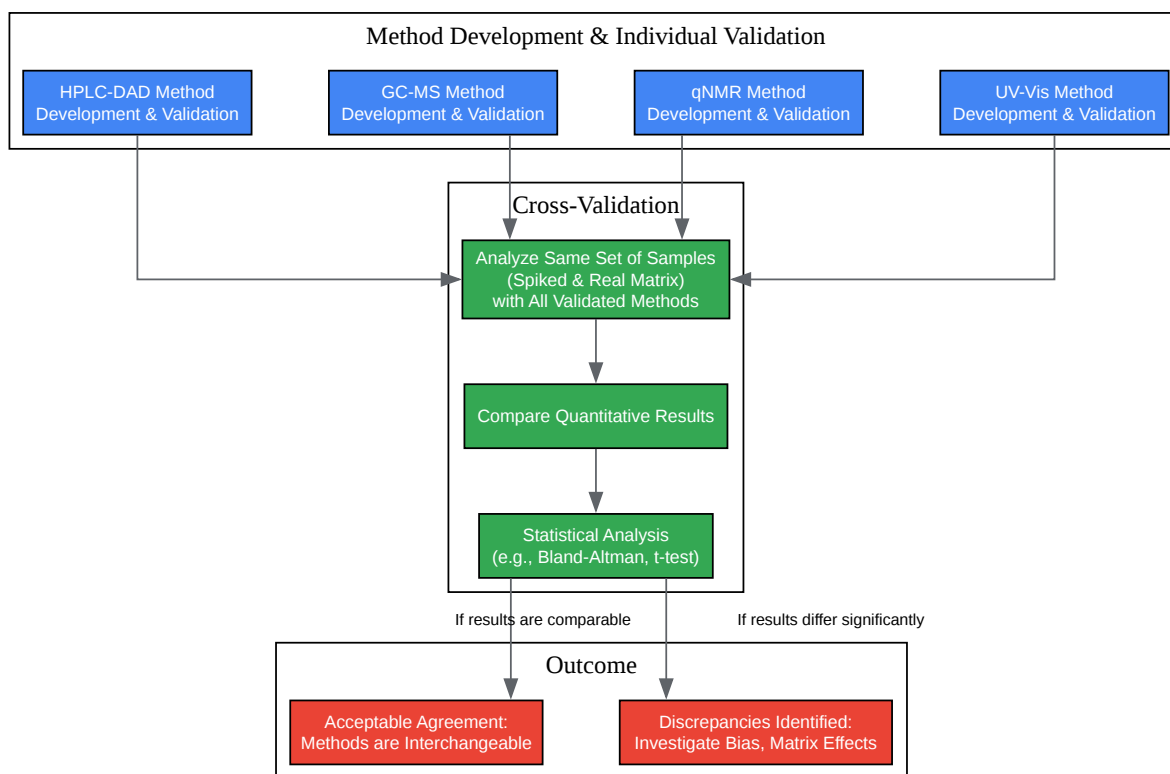 Method Development & Individual Validation
HPLC-DAD Method
Development & Validation
GC-MS Method
Development & Validation
qNMR Method
Development & Validation
UV-Vis Method
Development & Validation
Cross-Validation
Analyze Same Set of Samples
(Spiked & Real Matrix)
with All Validated Methods
Compare Quantitative Results
Statistical Analysis
(e.g., Bland-Altman, t-test)
If results are comparable
If results differ significantly
Outcome
Acceptable Agreement:
Methods are Interchangeable
Discrepancies Identified:
Investigate Bias, Matrix Effects